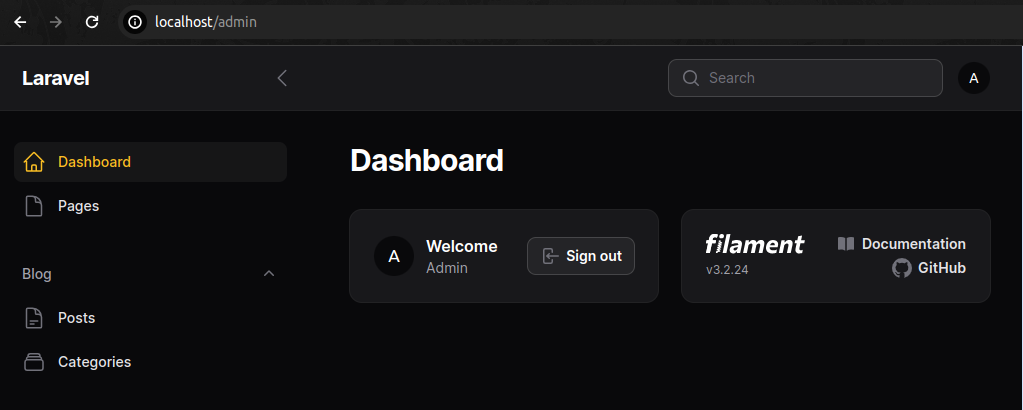 localhost/admin
Laravel
Search
A
Dashboard
Pages
Blog
Posts
Categories
Dashboard
A
Welcome
Admin
Sign out
filament
v3.2.24
Documentation
GitHub